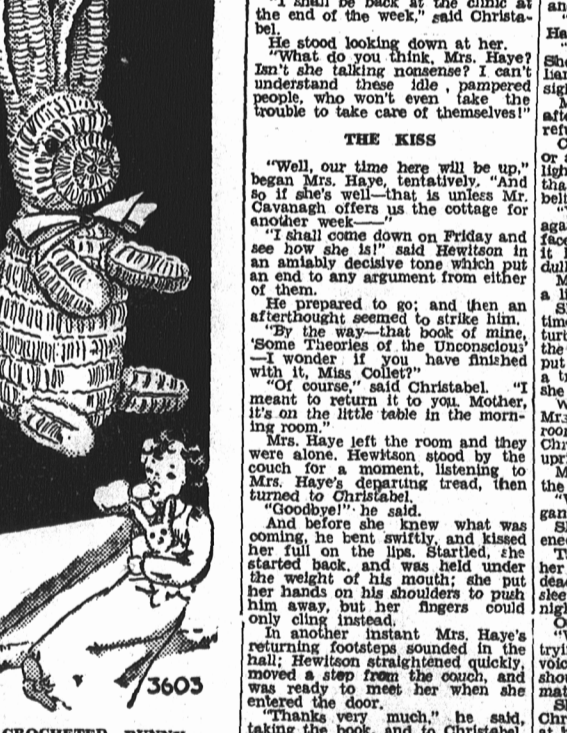 "I shall be back at the clinic at
the end of the week," said Christa-
bel.
He stood looking down at her.
"What do you think, Mrs. Haye?
Isn't she talking nonsense? I can't
understand these idle, pampered
people, who won't even take the
trouble to take care of themselves!"
THE KISS
"Well, our time here will be up,"
began Mrs. Haye, tentatively. "And
so if she's well—that is unless Mr.
Cavanagh offers us the cottage for
another week——"
"I shall come down on Friday and
see how she is!" said Hewitson in
an amiably decisive tone which put
an end to any argument from either
of them.
He prepared to go; and then an
afterthought seemed to strike him.
"By the way—that book of mine,
'Some Theories of the Unconscious'
—I wonder if you have finished
with it, Miss Collet?"
"Of course," said Christabel. "I
meant to return it to you. Mother,
it's on the little table in the morn-
ing room."
Mrs. Haye left the room and they
were alone. Hewitson stood by the
couch for a moment, listening to
Mrs. Haye's departing tread, then
turned to Christabel.
"Goodbye!" he said.
And before she knew what was
coming, he bent swiftly, and kissed
her full on the lips. Startled, she
started back, and was held under
the weight of his mouth; she put
her hands on his shoulders to push
him away, but her fingers could
only cling instead.
In another instant Mrs. Haye's
returning footsteps sounded in the
hall; Hewitson straightened quickly,
moved a step from the couch, and
was ready to meet her when she
entered the door.
"Thanks very much," he said,
taking the book, and to Christabel
3603
CROCHETED BUNNY